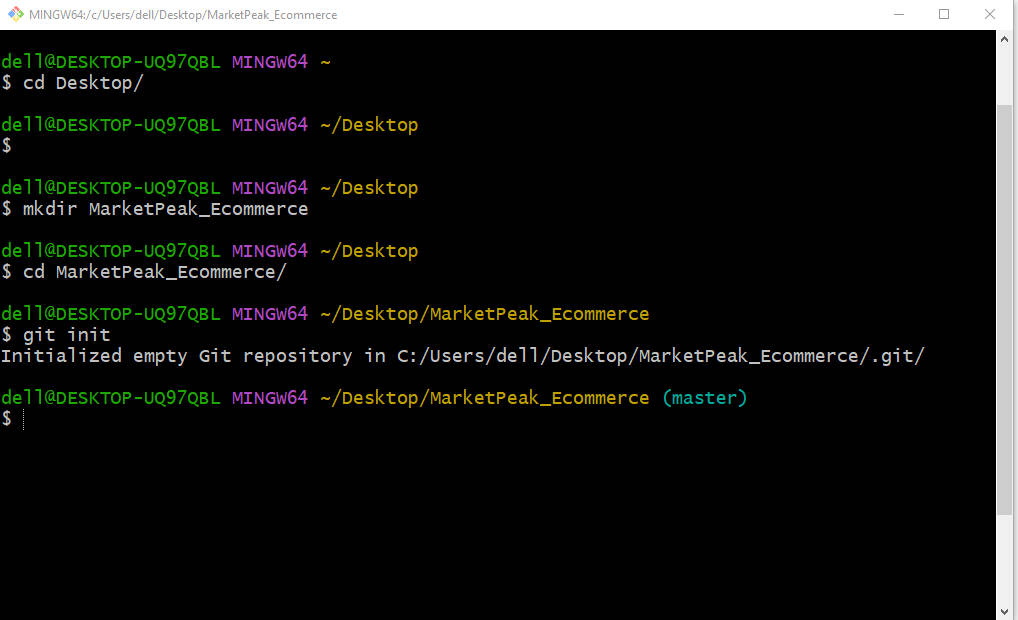 MINGW64:/c/Users/dell/Desktop/MarketPeak_Ecommerce
dell@DESKTOP-UQ97QBL MINGW64 ~
$ cd Desktop/
dell@DESKTOP-UQ97QBL MINGW64 ~/Desktop
$
dell@DESKTOP-UQ97QBL MINGW64 ~/Desktop
$ mkdir MarketPeak_Ecommerce
dell@DESKTOP-UQ97QBL MINGW64 ~/Desktop
$ cd MarketPeak_Ecommerce/
dell@DESKTOP-UQ97QBL MINGW64 ~/Desktop/MarketPeak_Ecommerce
$ git init
Initialized empty Git repository in C:/Users/dell/Desktop/MarketPeak_Ecommerce/.git/
dell@DESKTOP-UQ97QBL MINGW64 ~/Desktop/MarketPeak_Ecommerce (master)
$